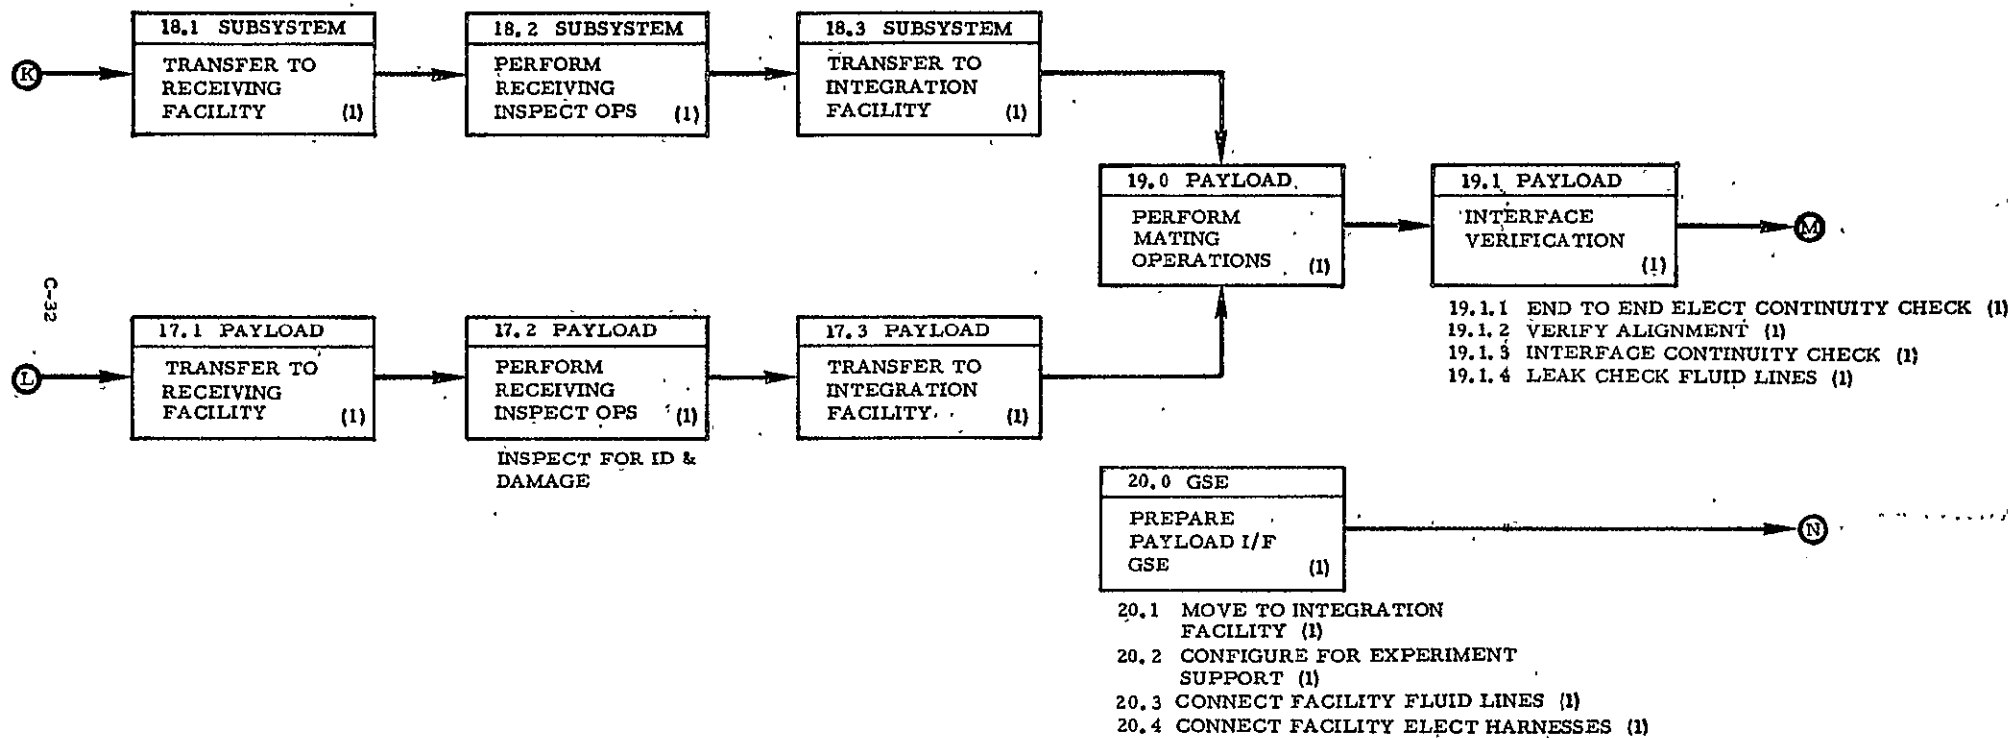 18.1 SUBSYSTEM
TRANSFER TO
RECEIVING
FACILITY (1)
18.2 SUBSYSTEM
PERFORM
RECEIVING
INSPECT OPS (1)
18.3 SUBSYSTEM
TRANSFER TO
INTEGRATION
FACILITY (1)
K
19.0 PAYLOAD
PERFORM
MATING
OPERATIONS (1)
19.1 PAYLOAD
INTERFACE
VERIFICATION
(1)
M
19.1.1 END TO END ELECT CONTINUITY CHECK (1)
19.1.2 VERIFY ALIGNMENT (1)
19.1.3 INTERFACE CONTINUITY CHECK (1)
19.1.4 LEAK CHECK FLUID LINES (1)
C-32
L
17.1 PAYLOAD
TRANSFER TO
RECEIVING
FACILITY (1)
17.2 PAYLOAD
PERFORM
RECEIVING
INSPECT OPS (1)
INSPECT FOR ID &
DAMAGE
17.3 PAYLOAD
TRANSFER TO
INTEGRATION
FACILITY (1)
20.0 GSE
PREPARE
PAYLOAD I/F
GSE (1)
N
20.1 MOVE TO INTEGRATION
FACILITY (1)
20.2 CONFIGURE FOR EXPERIMENT
SUPPORT (1)
20.3 CONNECT FACILITY FLUID LINES (1)
20.4 CONNECT FACILITY ELECT HARNESSES (1)